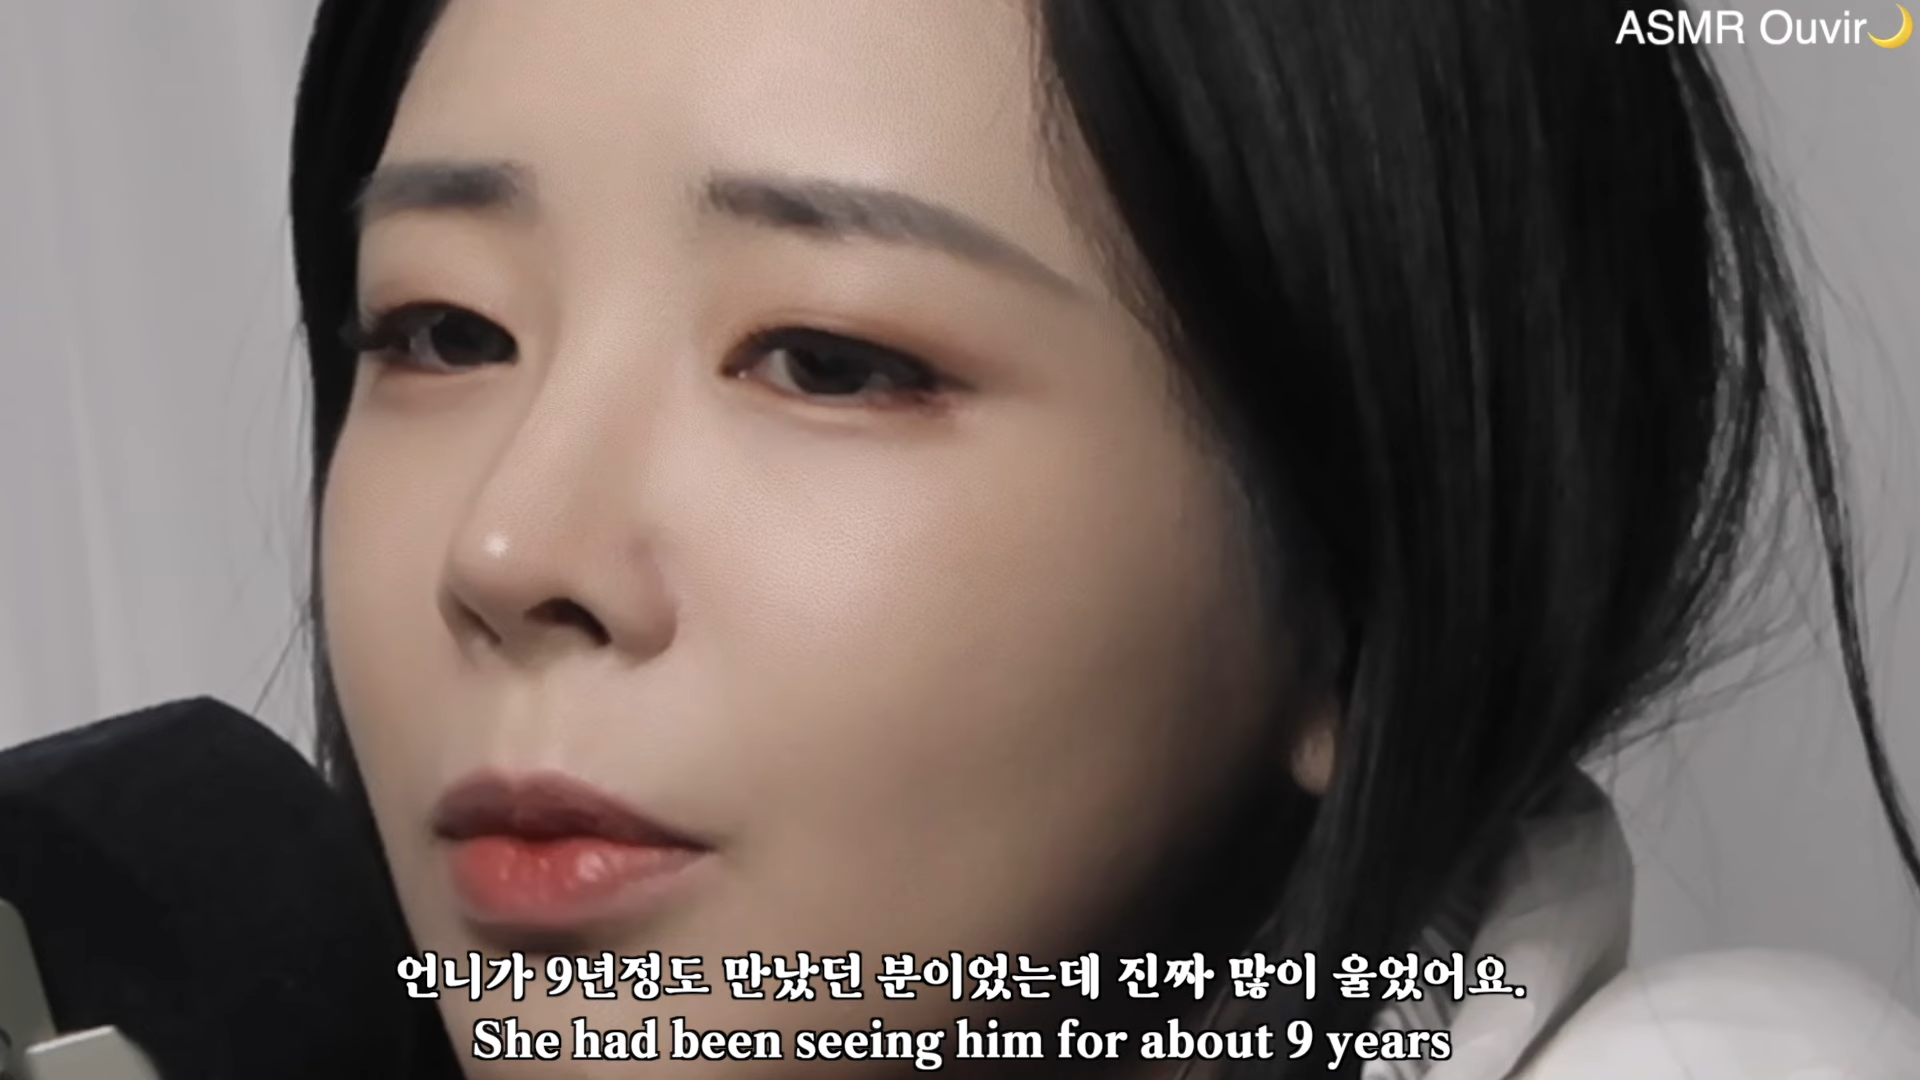 ASMR Ouvir🌙
언니가 9년정도 만났던 분이었는데 진짜 많이 울었어요.
She had been seeing him for about 9 years